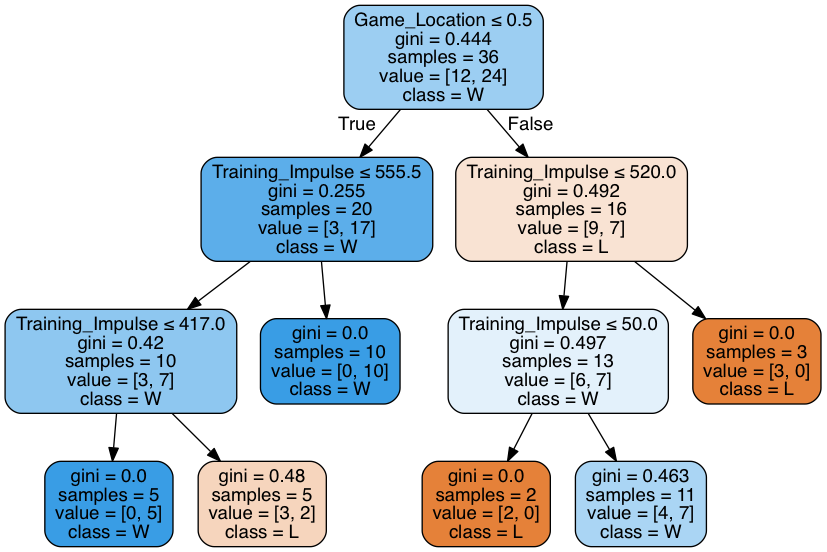 Game_Location ≤ 0.5
gini = 0.444
samples = 36
value = [12, 24]
class = W
True
False
Training_Impulse ≤ 555.5
gini = 0.255
samples = 20
value = [3, 17]
class = W
Training_Impulse ≤ 520.0
gini = 0.492
samples = 16
value = [9, 7]
class = L
Training_Impulse ≤ 417.0
gini = 0.42
samples = 10
value = [3, 7]
class = W
gini = 0.0
samples = 10
value = [0, 10]
class = W
Training_Impulse ≤ 50.0
gini = 0.497
samples = 13
value = [6, 7]
class = W
gini = 0.0
samples = 3
value = [3, 0]
class = L
gini = 0.0
samples = 5
value = [0, 5]
class = W
gini = 0.48
samples = 5
value = [3, 2]
class = L
gini = 0.0
samples = 2
value = [2, 0]
class = L
gini = 0.463
samples = 11
value = [4, 7]
class = W